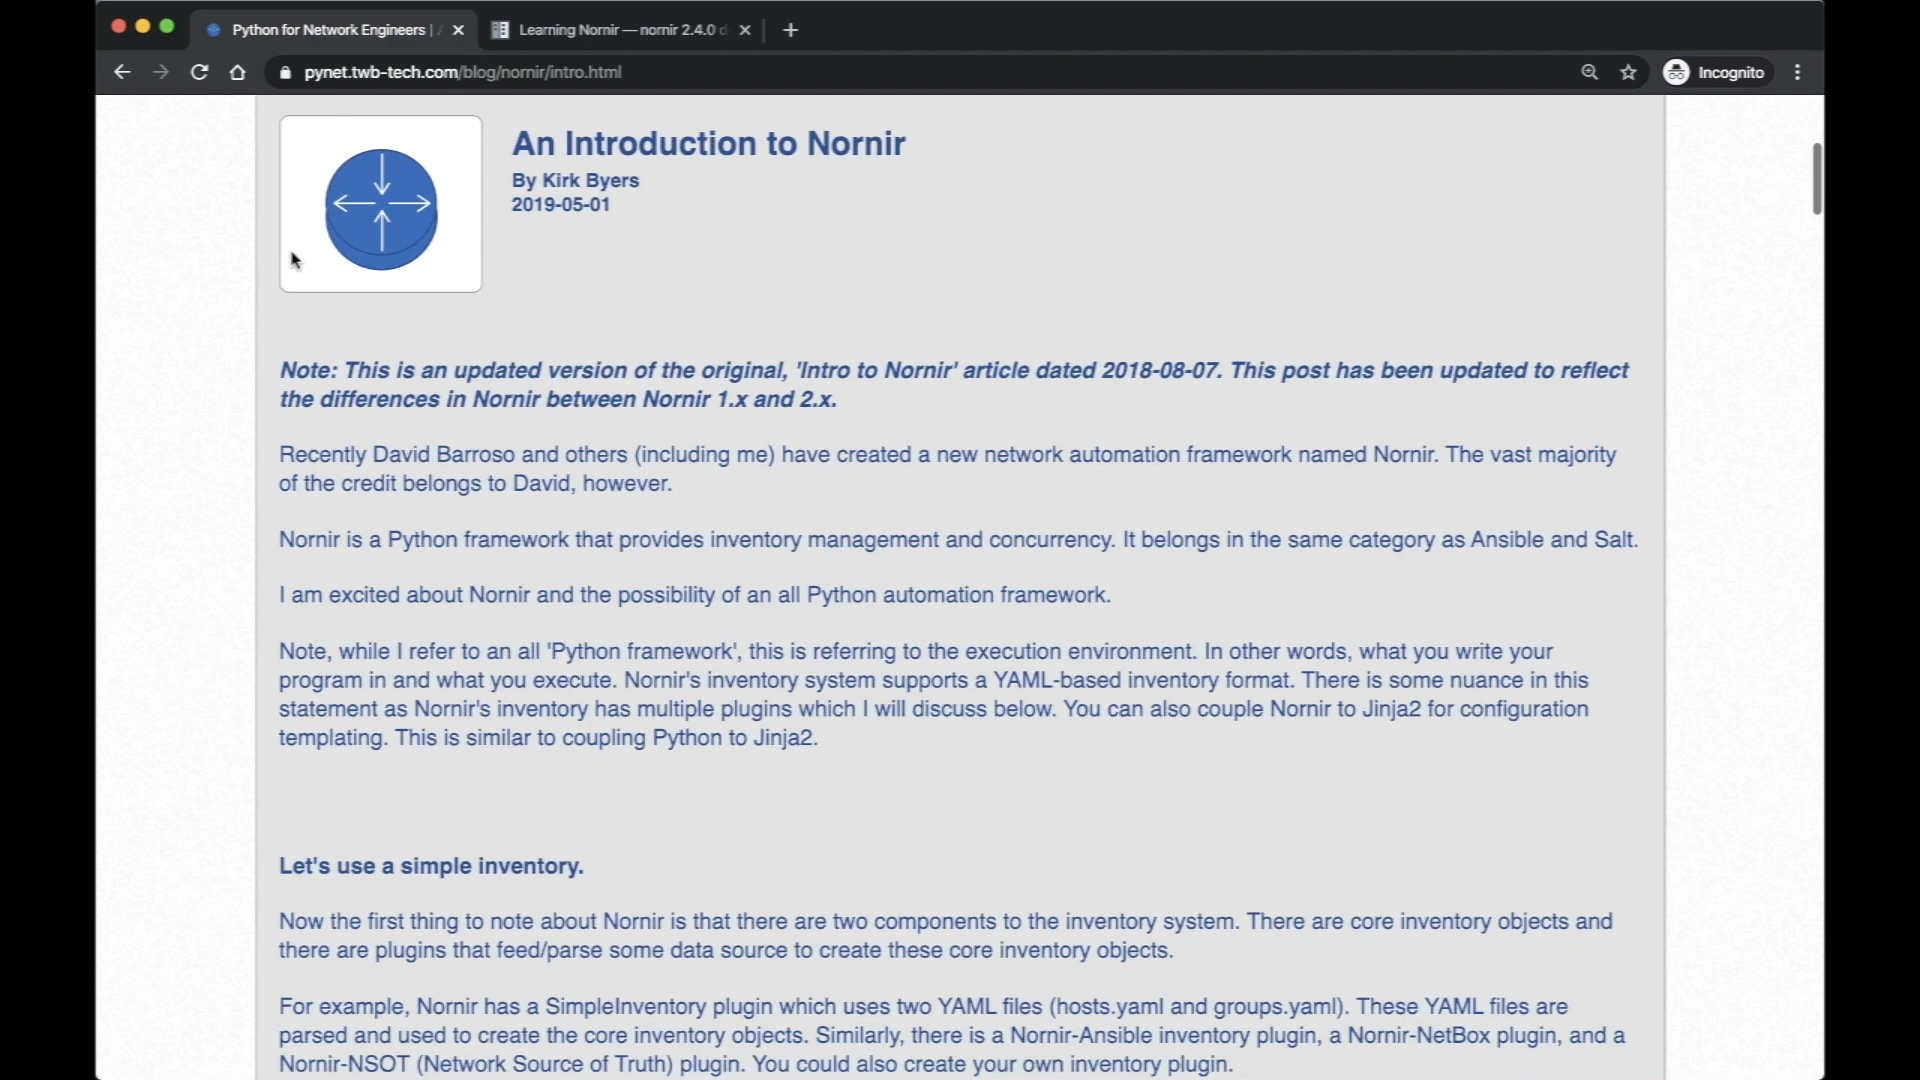 Python for Network Engineers |
Learning Nornir — nornir 2.4.0
pynet.twb-tech.com/blog/nornir/intro.html
Incognito
An Introduction to Nornir
By Kirk Byers
2019-05-01
Note: This is an updated version of the original, 'Intro to Nornir' article dated 2018-08-07. This post has been updated to reflect
the differences in Nornir between Nornir 1.x and 2.x.
Recently David Barroso and others (including me) have created a new network automation framework named Nornir. The vast majority
of the credit belongs to David, however.
Nornir is a Python framework that provides inventory management and concurrency. It belongs in the same category as Ansible and Salt.
I am excited about Nornir and the possibility of an all Python automation framework.
Note, while I refer to an all 'Python framework', this is referring to the execution environment. In other words, what you write your
program in and what you execute. Nornir's inventory system supports a YAML-based inventory format. There is some nuance in this
statement as Nornir's inventory has multiple plugins which I will discuss below. You can also couple Nornir to Jinja2 for configuration
templating. This is similar to coupling Python to Jinja2.
Let's use a simple inventory.
Now the first thing to note about Nornir is that there are two components to the inventory system. There are core inventory objects and
there are plugins that feed/parse some data source to create these core inventory objects.
For example, Nornir has a SimpleInventory plugin which uses two YAML files (hosts.yaml and groups.yaml). These YAML files are
parsed and used to create the core inventory objects. Similarly, there is a Nornir-Ansible inventory plugin, a Nornir-NetBox plugin, and a
Nornir-NSOT (Network Source of Truth) plugin. You could also create your own inventory plugin.